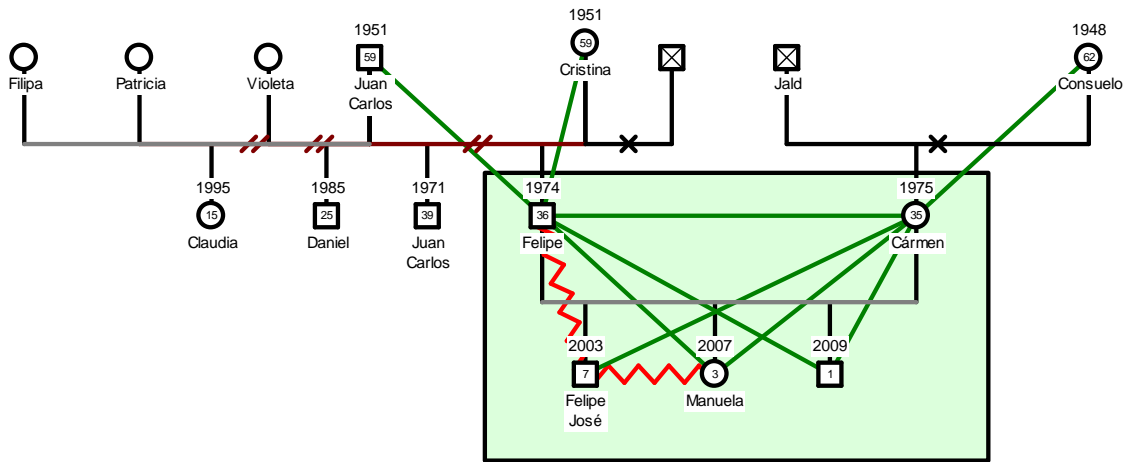 1951
1951
1948
59
59
62
Filipa
Patricia
Violeta
Juan
Carlos
Cristina
Jald
Consuelo
1995
1985
1971
1974
1975
15
25
39
36
35
Claudia
Daniel
Juan
Carlos
Felipe
Cármen
2003
2007
2009
7
3
1
Felipe
José
Manuela